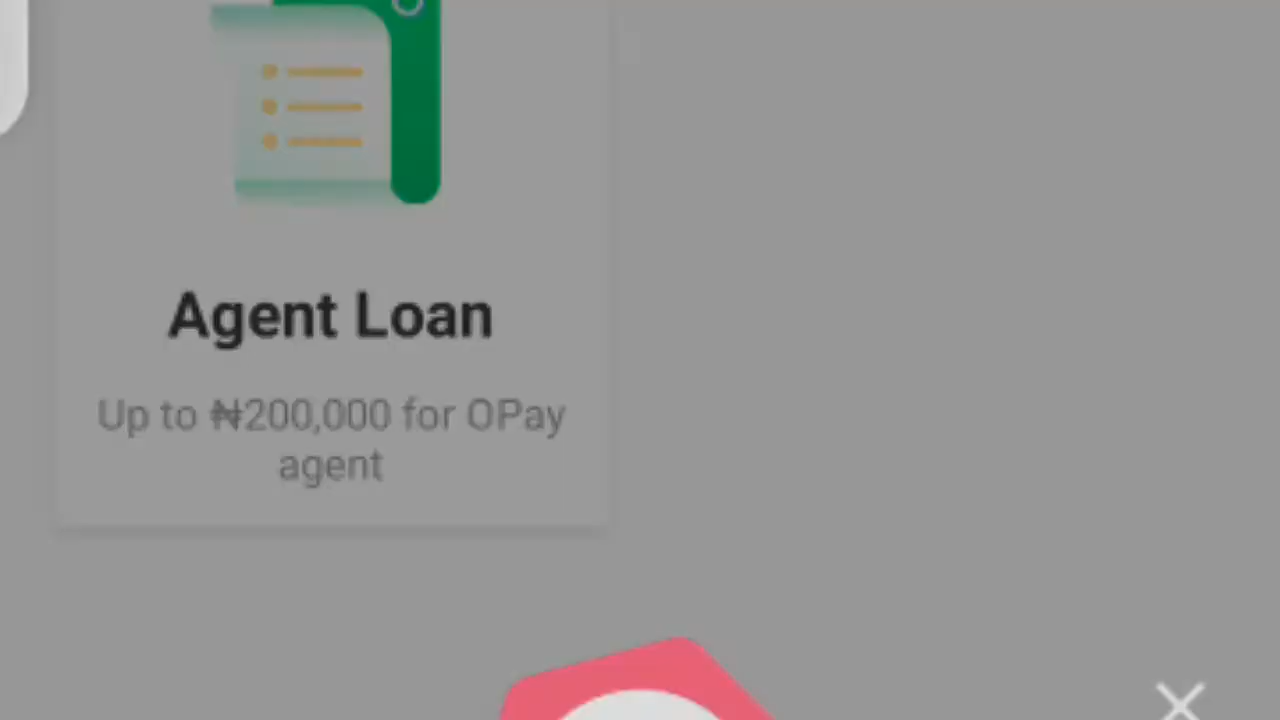 Agent Loan
Up to ₦200,000 for OPay
agent